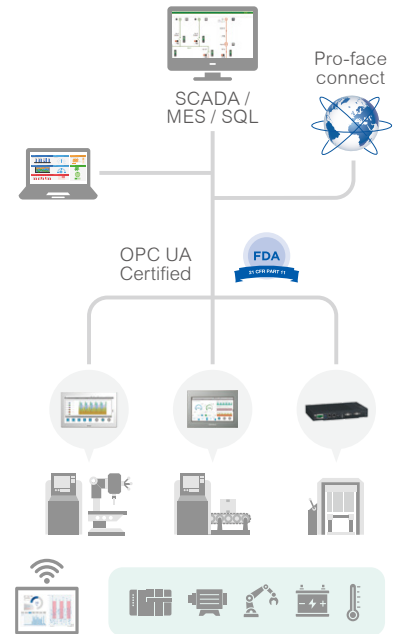 Pro-face
connect
SCADA /
MES / SQL
OPC UA
Certified
FDA
21 CFR PART 11